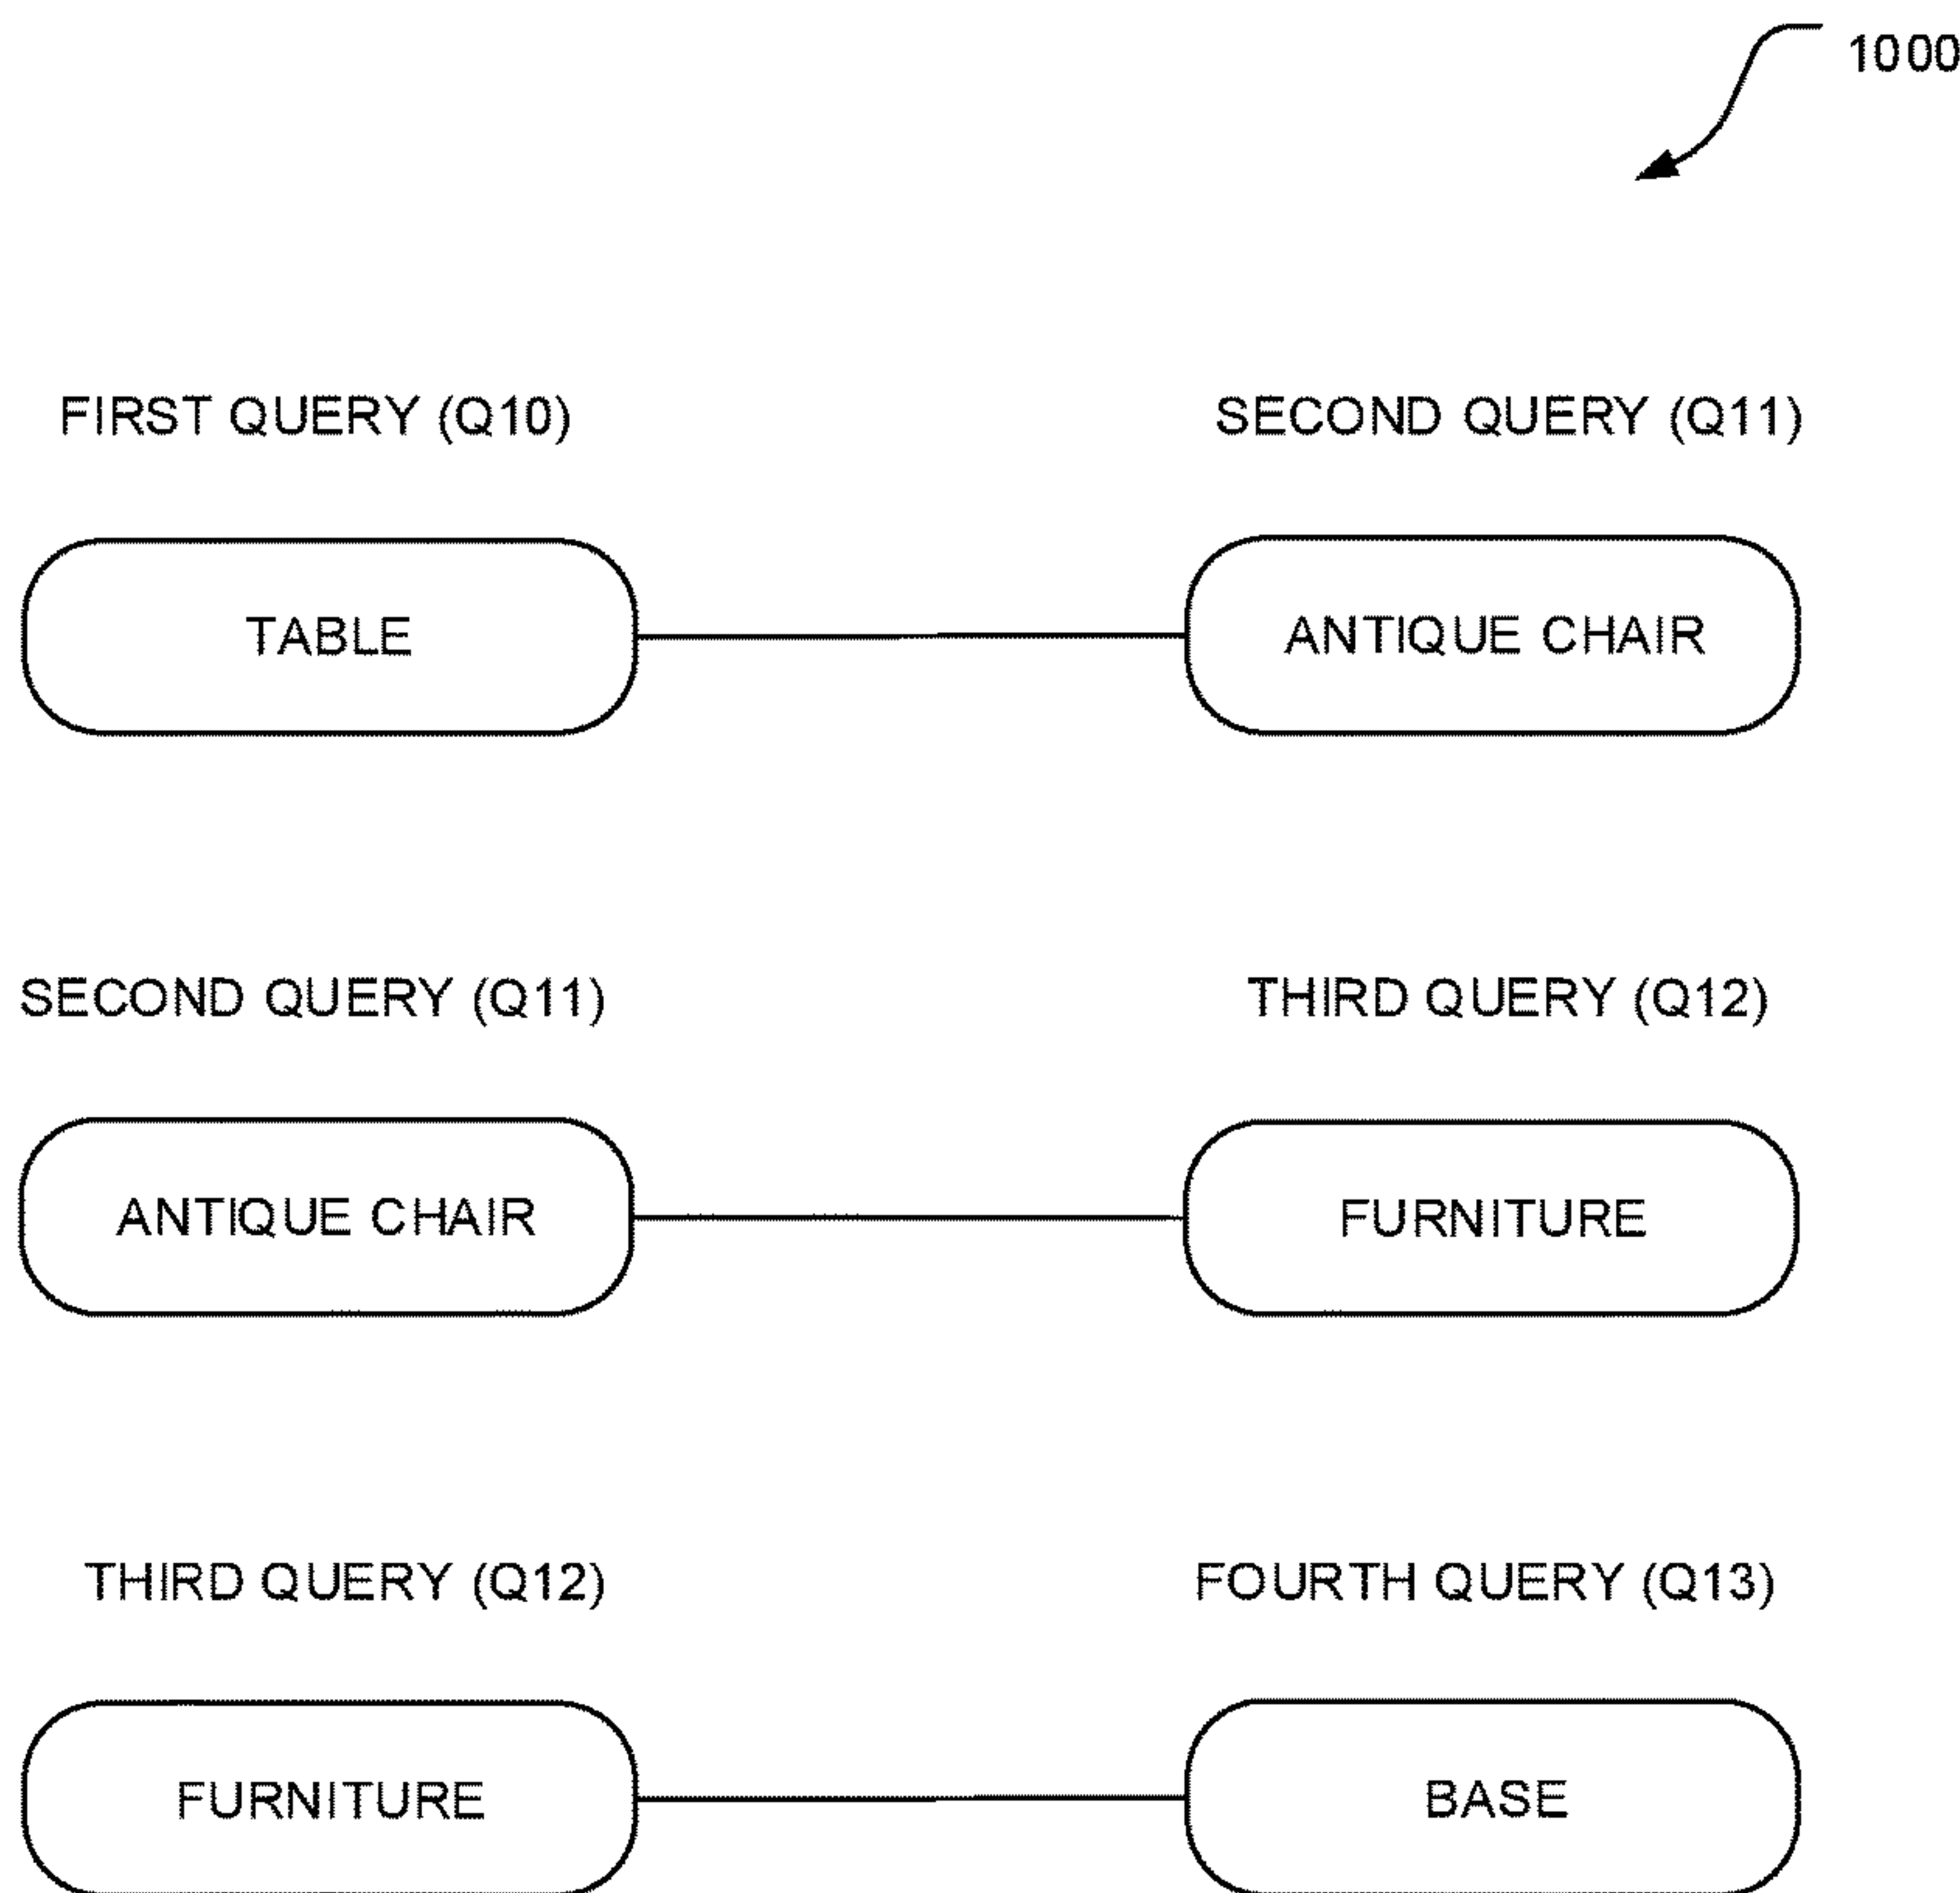 1000
FIRST QUERY (Q10)
SECOND QUERY (Q11)
TABLE
ANTIQUE CHAIR
SECOND QUERY (Q11)
THIRD QUERY (Q12)
ANTIQUE CHAIR
FURNITURE
THIRD QUERY (Q12)
FOURTH QUERY (Q13)
FURNITURE
BASE